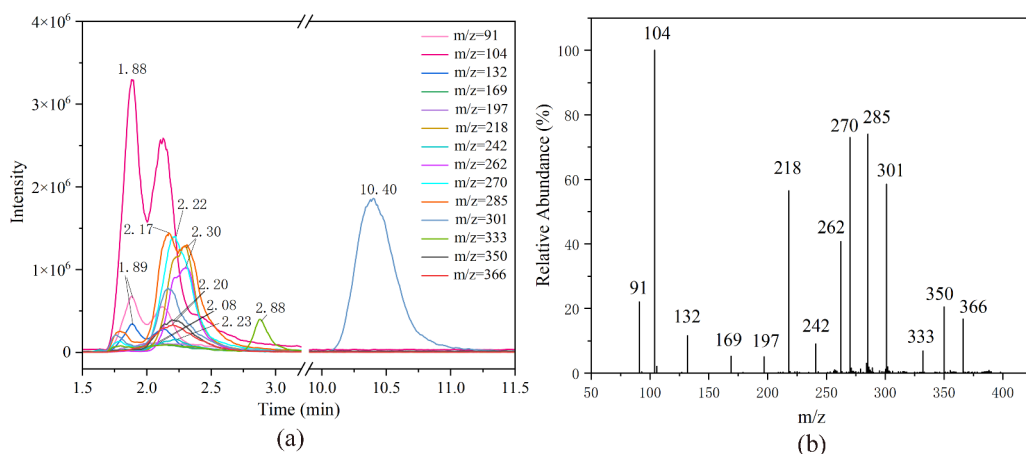 4×10⁶
3×10⁶
2×10⁶
1×10⁶
0
Intensity
1.5
2.0
2.5
3.0
10.0
10.5
11.0
11.5
Time (min)
1.88
2.17
2.22
2.30
1.89
2.20
2.08
2.23
2.88
10.40
m/z=91
m/z=104
m/z=132
m/z=169
m/z=197
m/z=218
m/z=242
m/z=262
m/z=270
m/z=285
m/z=301
m/z=333
m/z=350
m/z=366
(a)
100
80
60
40
20
0
Relative Abundance (%)
50
100
150
200
250
300
350
400
m/z
91
104
132
169
197
218
242
262
270
285
301
333
350
366
(b)